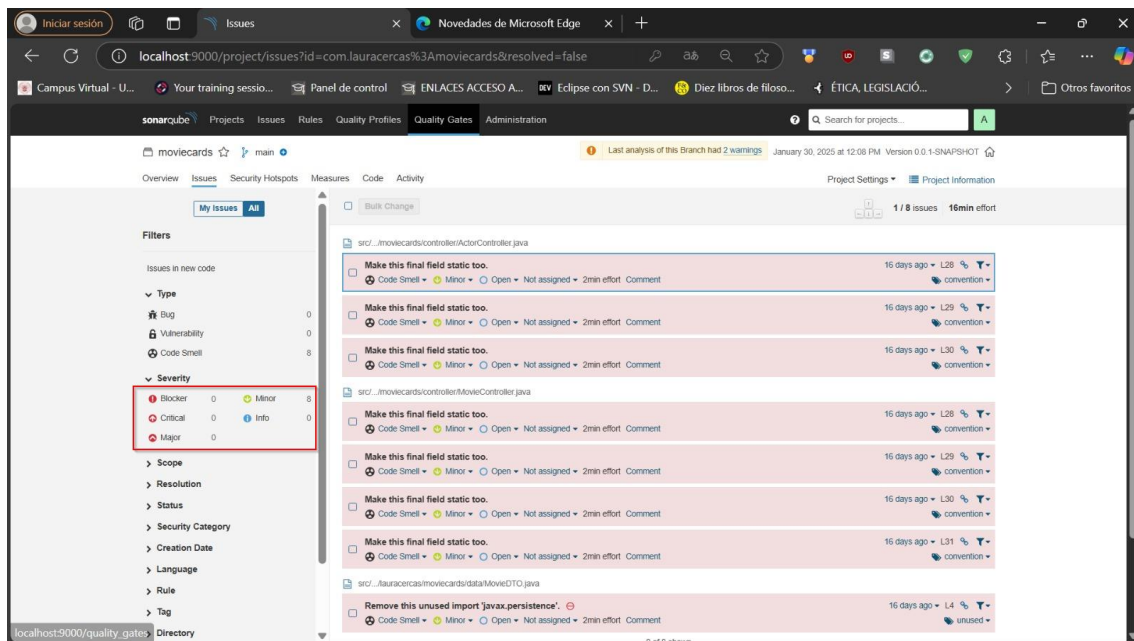 Iniciar sesión
Issues
Novedades de Microsoft Edge
localhost:9000/project/issues?id=com.lauracercas%3Amoviecards&resolved=false
Campus Virtual - U...
Your training sessio...
Panel de control
ENLACES ACCESO A...
DEV Eclipse con SVN - D...
Diez libros de filoso...
ÉTICA, LEGISLACIÓ...
Otros favoritos
sonarqube Projects Issues Rules Quality Profiles Quality Gates Administration
Search for projects...
A
moviecards main
Last analysis of this Branch had 2 warnings January 30, 2025 at 12:08 PM Version 0.0.1-SNAPSHOT
Overview Issues Security Hotspots Measures Code Activity
Project Settings Project Information
My Issues All
Bulk Change
1 / 8 issues 16min effort
Filters
Issues in new code
Type
Bug 0
Vulnerability 0
Code Smell 8
Severity
Blocker 0 Minor 8
Critical 0 Info 0
Major 0
Scope
Resolution
Status
Security Category
Creation Date
Language
Rule
Tag
Directory
src/.../moviecards/controller/ActorController.java
Make this final field static too. 16 days ago L28
Code Smell Minor Open Not assigned 2min effort Comment convention
Make this final field static too. 16 days ago L29
Code Smell Minor Open Not assigned 2min effort Comment convention
Make this final field static too. 16 days ago L30
Code Smell Minor Open Not assigned 2min effort Comment convention
src/.../moviecards/controller/MovieController.java
Make this final field static too. 16 days ago L28
Code Smell Minor Open Not assigned 2min effort Comment convention
Make this final field static too. 16 days ago L29
Code Smell Minor Open Not assigned 2min effort Comment convention
Make this final field static too. 16 days ago L30
Code Smell Minor Open Not assigned 2min effort Comment convention
Make this final field static too. 16 days ago L31
Code Smell Minor Open Not assigned 2min effort Comment convention
src/.../lauracercas/moviecards/data/MovieDTO.java
Remove this unused import 'javax.persistence'. 16 days ago L4
Code Smell Minor Open Not assigned 2min effort Comment unused
localhost:9000/quality_gates